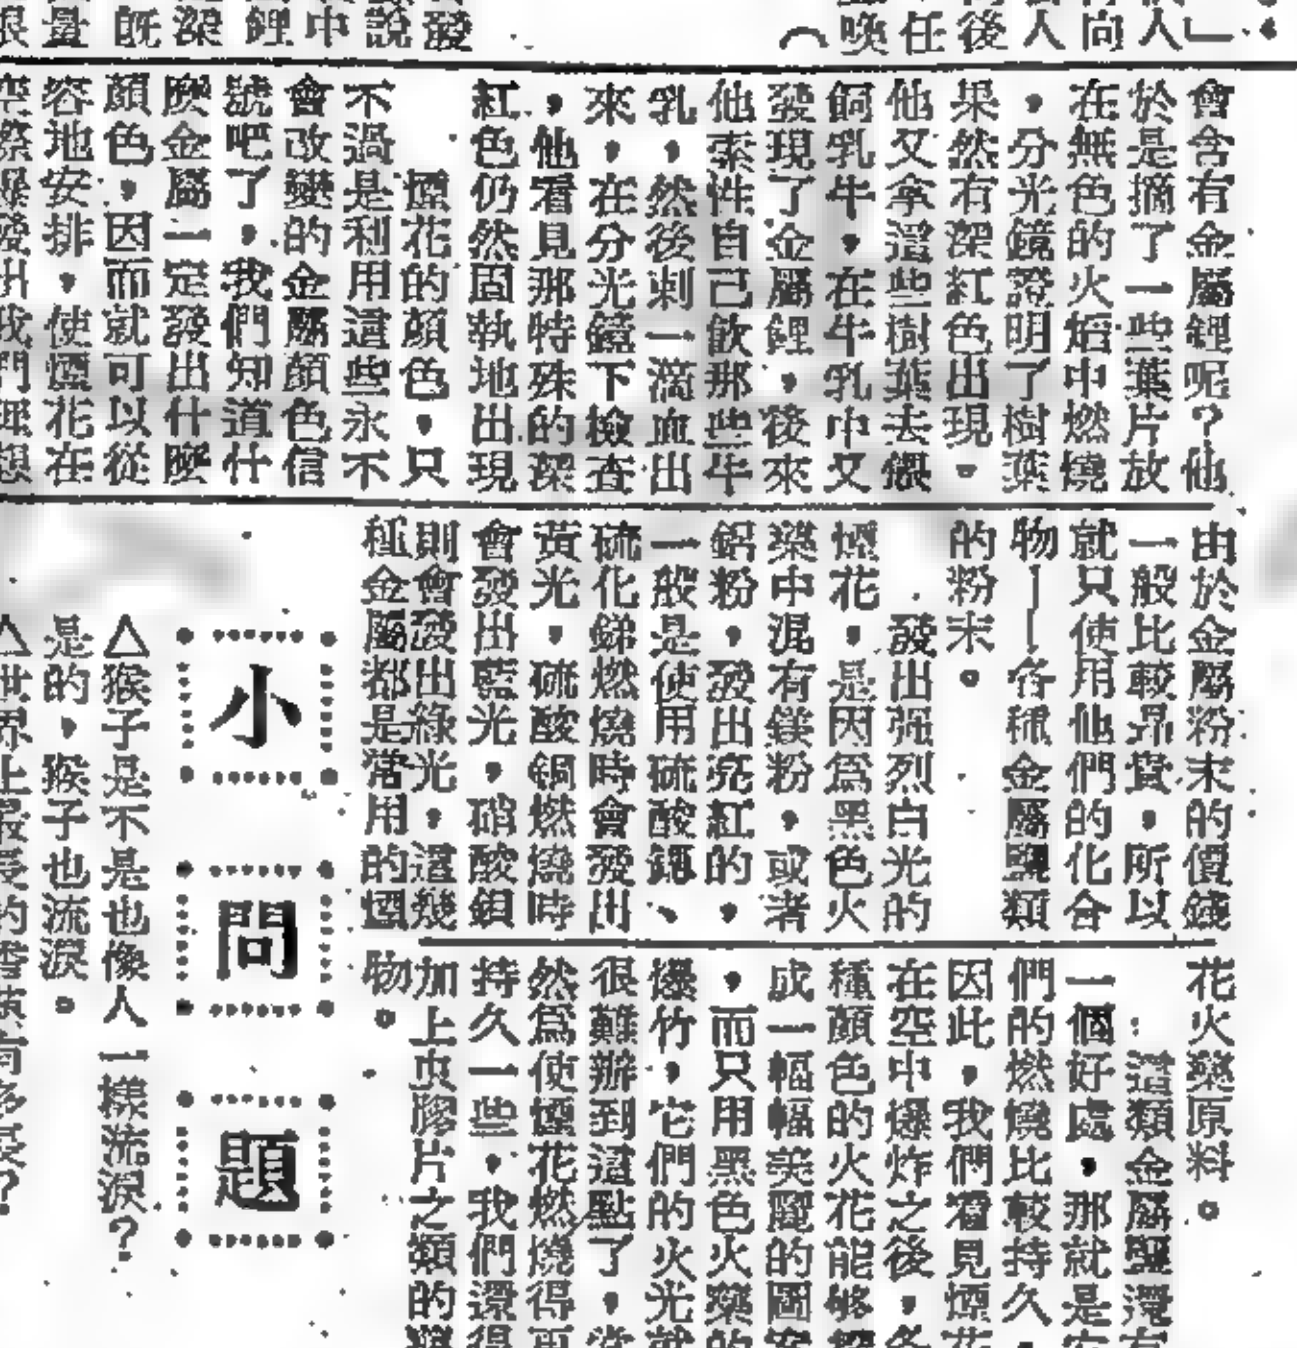 會含有金屬鋰呢？他
於是摘了一些葉片放
在無色的火焰中燃燒
，分光鏡證明了樹葉
果然有深紅色出現。
他又拿這些樹葉去餵
飼乳牛，在牛乳中又
發現了金屬鋰，後來
他索性自己飲那些牛
乳，然後刺一滴血出
來，在分光鏡下檢查
，他看見那特殊的深
紅色仍然固執地出現
煙花的顏色，只
不過是利用這些永不
會改變的金屬顏色信
號吧了，我們知道什
麼金屬一定發出什麼
顏色，因而就可以從
容地安排，使煙花在
由於金屬粉末的價錢
一般比較昂貴，所以
就只使用他們的化合
物——各種金屬鹽類
的粉末。
發出強烈白光的
煙花，是因為黑色火
藥中混有鎂粉，或者
鋁粉，發出亮紅的，
一般是使用硫酸鍶、
硫化銻燃燒時會發出
黃光，硫酸銅燃燒時
會發出藍光，硝酸鋇
則會發出綠光，這幾
種金屬都是常用的煙
花火藥原料。
這類金屬鹽還有
一個好處，那就是它
們的燃燒比較持久，
因此，我們看見煙花
在空中爆炸之後，各
種顏色的火花能夠
成一幅幅美麗的圖案
，而只用黑色火藥的
爆竹，它們的火光就
很難辦到這點了，當
然為使煙花燃燒得更
持久一些，我們還得
加上虫膠片之類的
物。
小問題
△猴子是不是也像人一樣流淚？
是的，猴子也流淚。